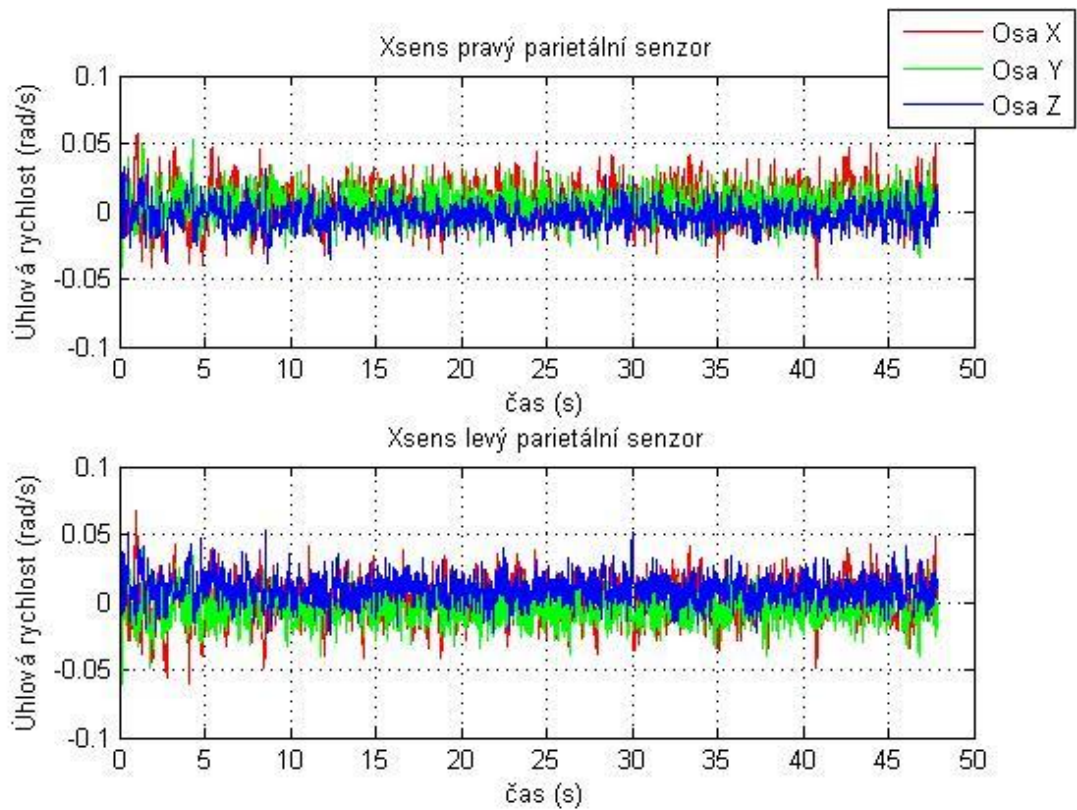 Xsens pravý parietální senzor
Osa X
Osa Y
Osa Z
Úhlová rychlost (rad/s)
0.1
0.05
0
-0.05
-0.1
0 5 10 15 20 25 30 35 40 45 50
čas (s)
Xsens levý parietální senzor
Úhlová rychlost (rad/s)
0.1
0.05
0
-0.05
-0.1
0 5 10 15 20 25 30 35 40 45 50
čas (s)